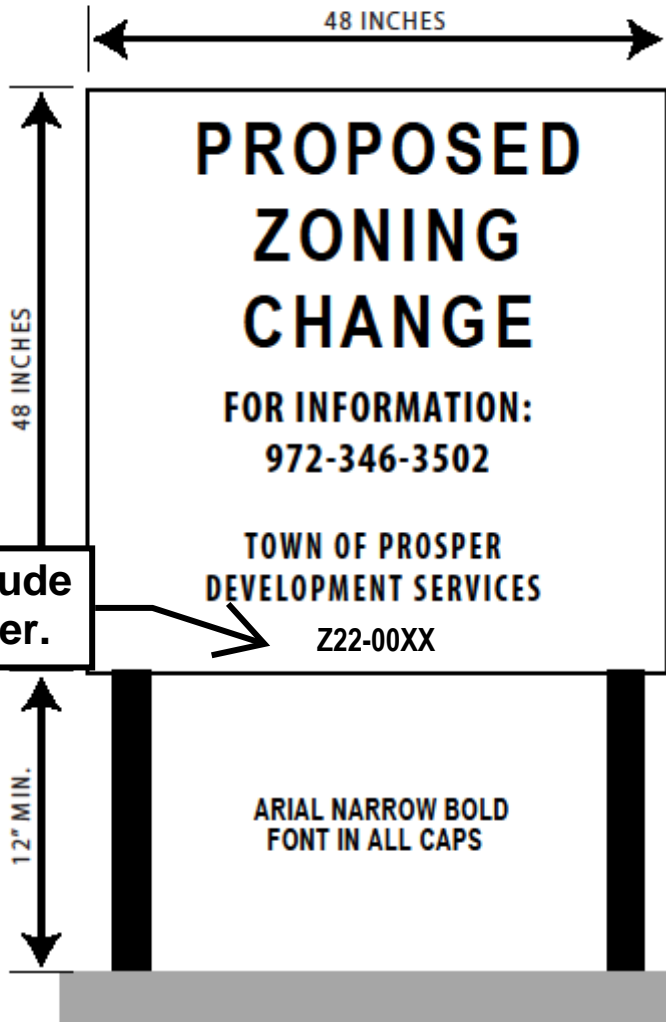 48 INCHES
PROPOSED
ZONING
CHANGE
48 INCHES
FOR INFORMATION:
972-346-3502
TOWN OF PROSPER
DEVELOPMENT SERVICES
Z22-00XX
12" MIN.
ARIAL NARROW BOLD
FONT IN ALL CAPS